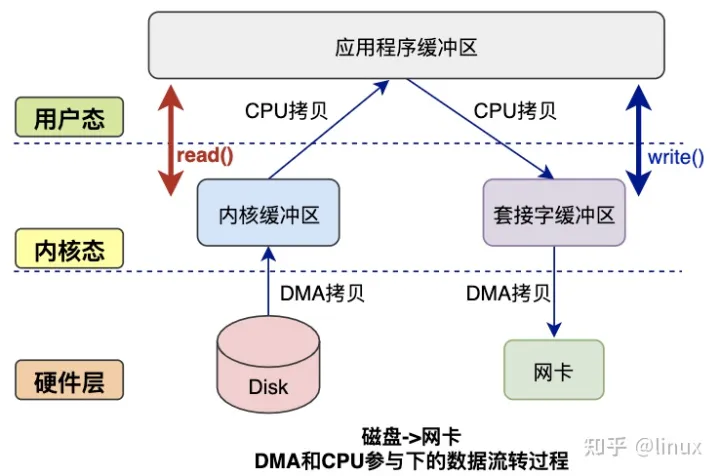 应用程序缓冲区
CPU拷贝
CPU拷贝
用户态
read()
write()
内核缓冲区
套接字缓冲区
内核态
DMA拷贝
DMA拷贝
硬件层
Disk
网卡
磁盘->网卡
DMA和CPU参与下的数据流转过程
知乎 @linux